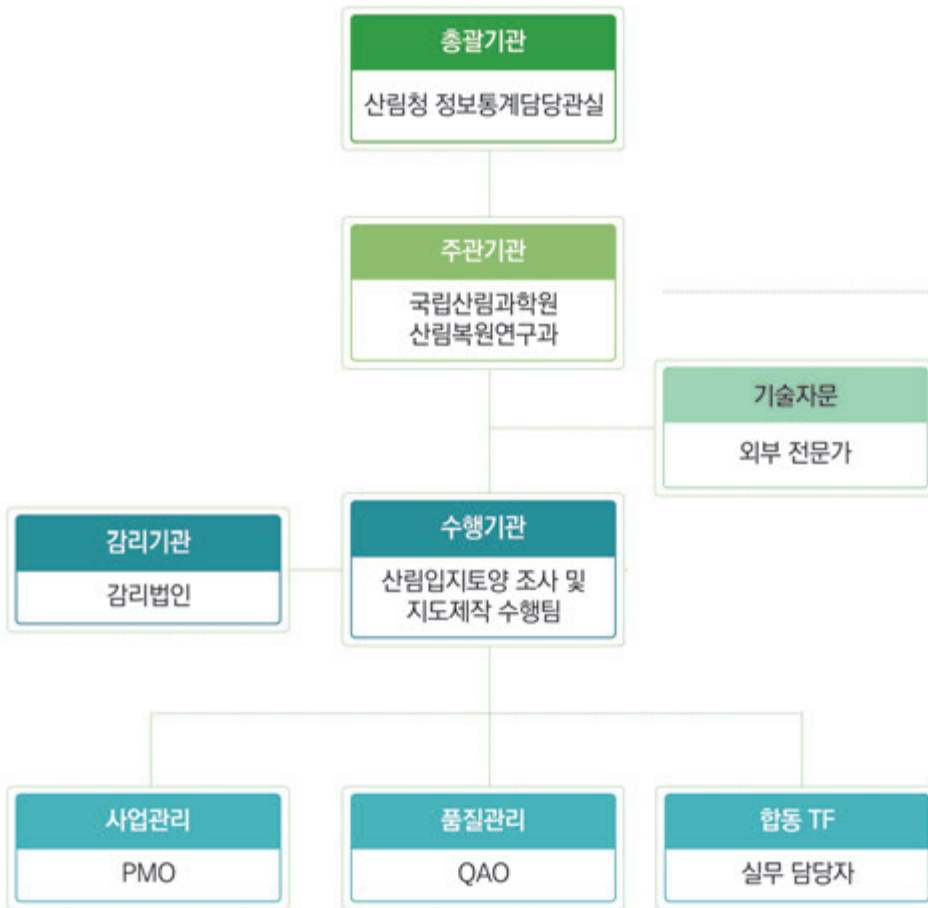 총괄기관
산림청 정보통계담당관실
주관기관
국립산림과학원
산림복원연구과
기술자문
외부 전문가
감리기관
감리법인
수행기관
산림입지토양 조사 및
지도제작 수행팀
사업관리
PMO
품질관리
QAO
합동 TF
실무 담당자